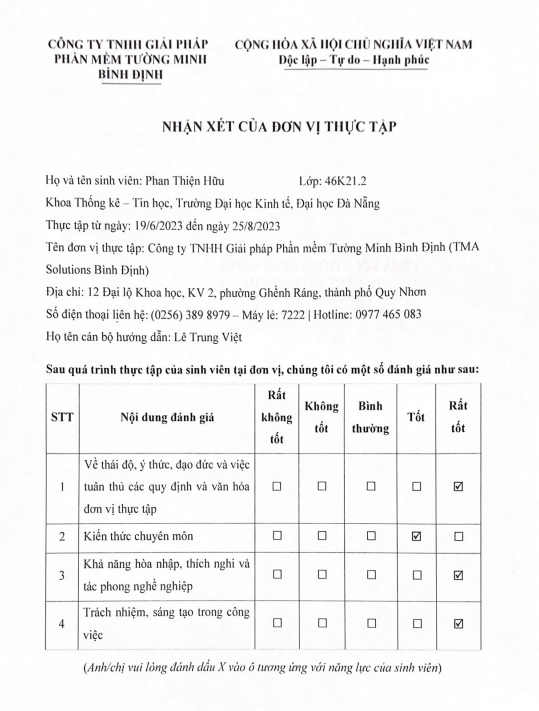 CÔNG TY TNHH GIẢI PHÁP
PHẦN MỀM TƯỜNG MINH
BÌNH ĐỊNH
CỘNG HÒA XÃ HỘI CHỦ NGHĨA VIỆT NAM
Độc lập – Tự do – Hạnh phúc
NHẬN XÉT CỦA ĐƠN VỊ THỰC TẬP
Họ và tên sinh viên: Phan Thiện Hữu Lớp: 46K21.2
Khoa Thống kê – Tin học, Trường Đại học Kinh tế, Đại học Đà Nẵng
Thực tập từ ngày: 19/6/2023 đến ngày 25/8/2023
Tên đơn vị thực tập: Công ty TNHH Giải pháp Phần mềm Tường Minh Bình Định (TMA
Solutions Bình Định)
Địa chỉ: 12 Đại lộ Khoa học, KV 2, phường Ghềnh Ráng, thành phố Quy Nhơn
Số điện thoại liên hệ: (0256) 389 8979 – Máy lẻ: 7222 | Hotline: 0977 465 083
Họ tên cán bộ hướng dẫn: Lê Trung Việt
Sau quá trình thực tập của sinh viên tại đơn vị, chúng tôi có một số đánh giá như sau:
STT Nội dung đánh giá Rất không tốt Không tốt Bình thường Tốt Rất tốt
1 Về thái độ, ý thức, đạo đức và việc
tuân thủ các quy định và văn hóa
đơn vị thực tập ☐ ☐ ☐ ☐ ☑
2 Kiến thức chuyên môn ☐ ☐ ☐ ☑ ☐
3 Khả năng hòa nhập, thích nghi và
tác phong nghề nghiệp ☐ ☐ ☐ ☐ ☑
4 Trách nhiệm, sáng tạo trong công
việc ☐ ☐ ☐ ☐ ☑
(Anh/chị vui lòng đánh dấu X vào ô tương ứng với năng lực của sinh viên)